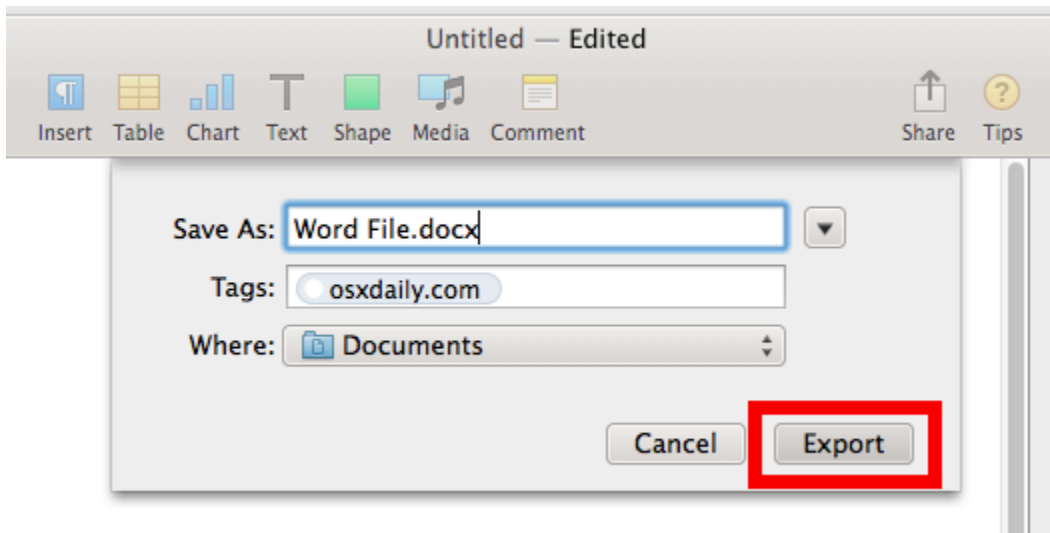 Untitled — Edited
Insert Table Chart Text Shape Media Comment Share Tips
Save As: Word File.docx
Tags: osxdaily.com
Where: Documents
Cancel Export